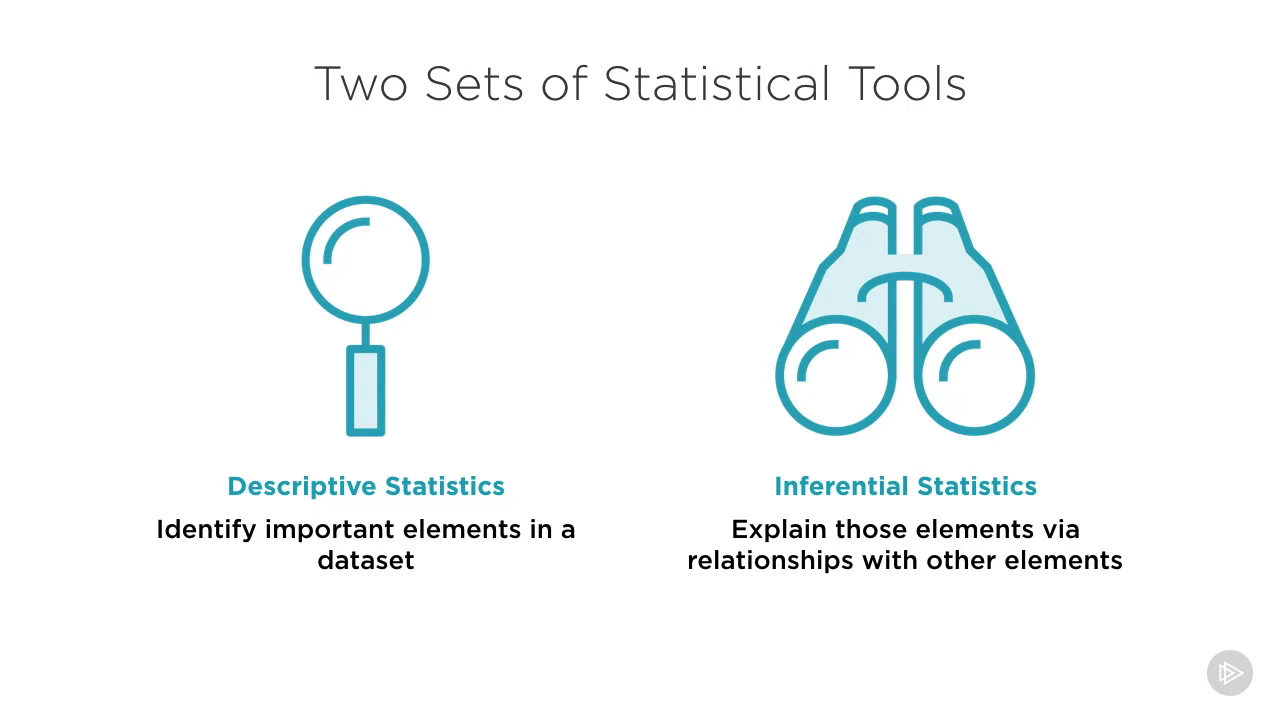 Two Sets of Statistical Tools
Descriptive Statistics
Identify important elements in a
dataset
Inferential Statistics
Explain those elements via
relationships with other elements